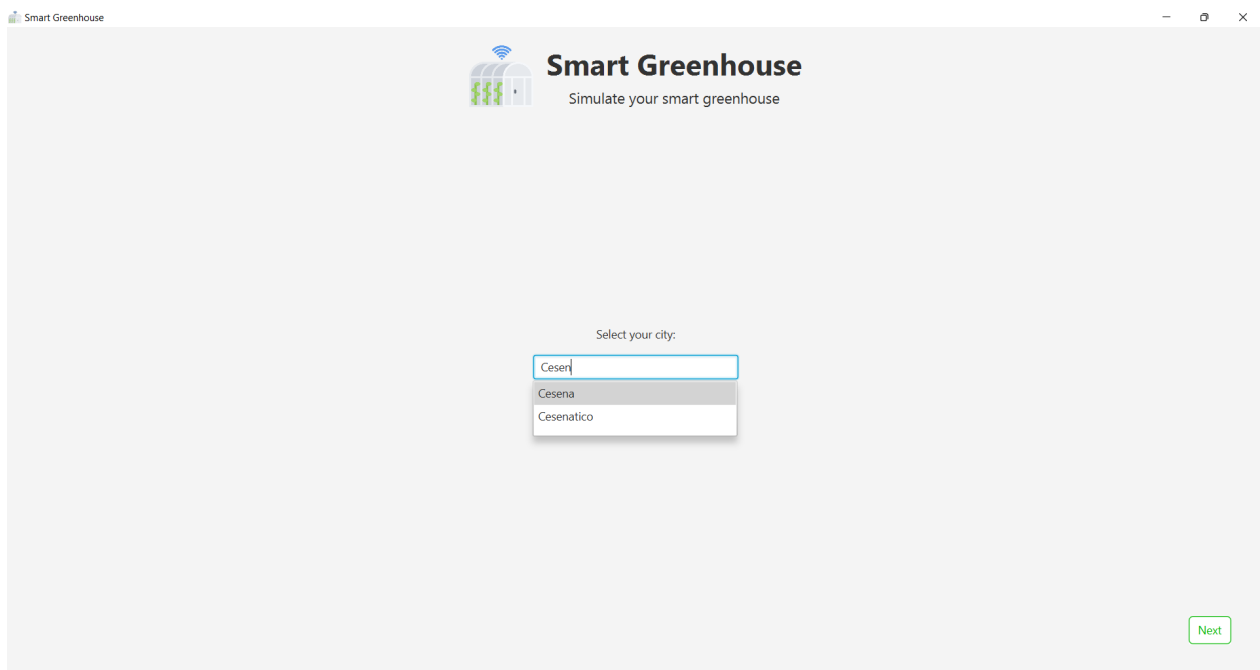 Smart Greenhouse
Smart Greenhouse
Simulate your smart greenhouse
Select your city:
Cesen
Cesena
Cesenatico
Next